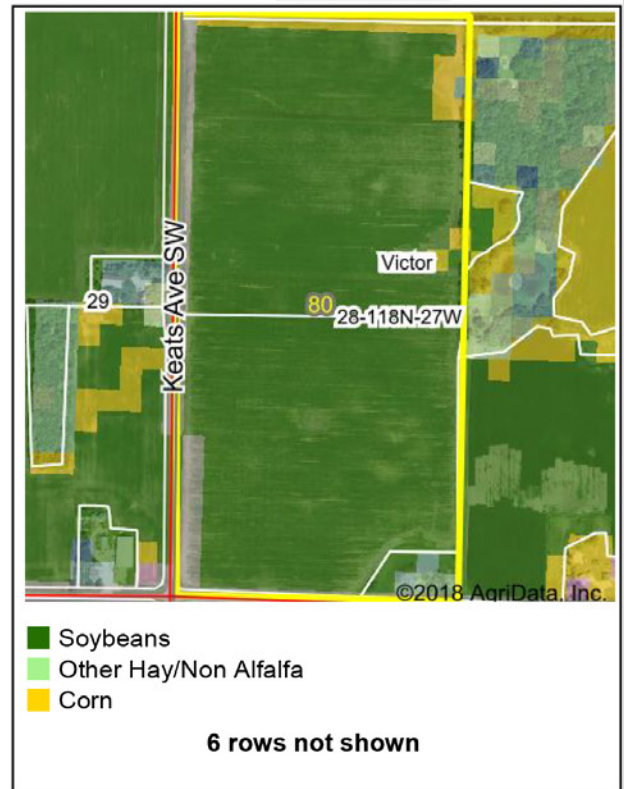 Keats Ave SW
Victor
29
80
28-118N-27W
©2018 AgriData, Inc.
Soybeans
Other Hay/Non Alfalfa
Corn
6 rows not shown